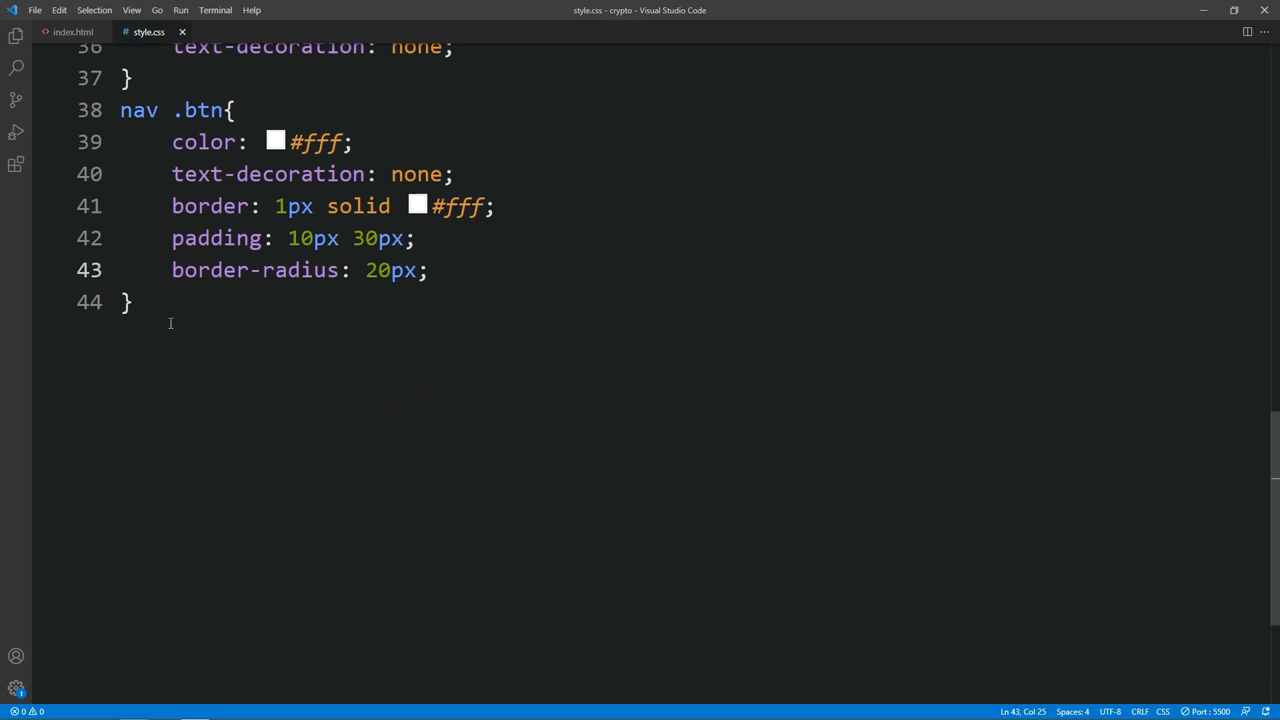 File Edit Selection View Go Run Terminal Help style.css - crypto - Visual Studio Code
index.html # style.css
36 text-decoration: none;
37 }
38 nav .btn{
39 color: #fff;
40 text-decoration: none;
41 border: 1px solid #fff;
42 padding: 10px 30px;
43 border-radius: 20px;
44 }
1
0 0 Ln 43, Col 25 Spaces: 4 UTF-8 CRLF CSS Port : 5500